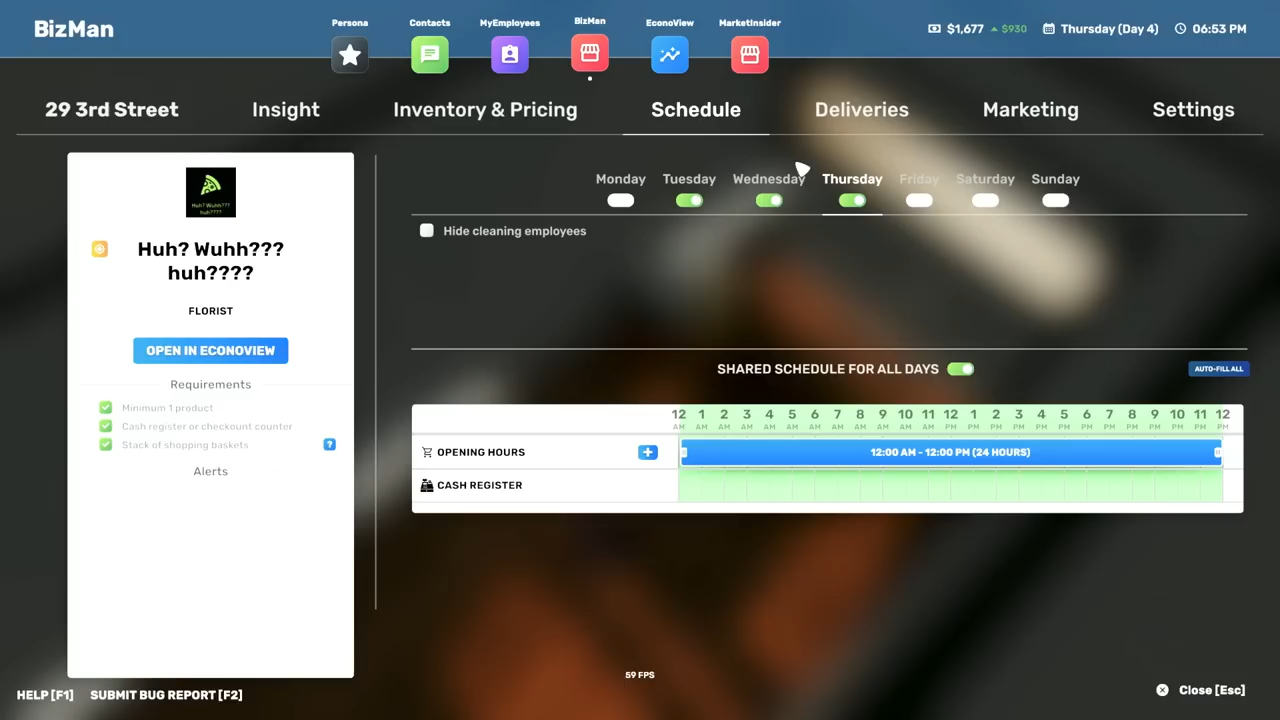 BizMan
Persona
Contacts
MyEmployees
BizMan
EconoView
MarketInsider
$1,677 $930 Thursday (Day 4) 06:53 PM
29 3rd Street Insight Inventory & Pricing Schedule Deliveries Marketing Settings
Huh? Wuhh???
huh????
Huh? Wuhh???
huh????
FLORIST
OPEN IN ECONOVIEW
Requirements
Minimum 1 product
Cash register or checkount counter
Stack of shopping baskets ?
Alerts
Monday Tuesday Wednesday Thursday Friday Saturday Sunday
Hide cleaning employees
SHARED SCHEDULE FOR ALL DAYS
AUTO-FILL ALL
12 1 2 3 4 5 6 7 8 9 10 11 12 1 2 3 4 5 6 7 8 9 10 11 12
AM AM AM AM AM AM AM AM AM AM AM AM AM PM PM PM PM PM PM PM PM PM PM PM PM
OPENING HOURS 12:00 AM - 12:00 PM (24 HOURS)
CASH REGISTER
59 FPS
HELP [F1] SUBMIT BUG REPORT [F2]
Close [Esc]